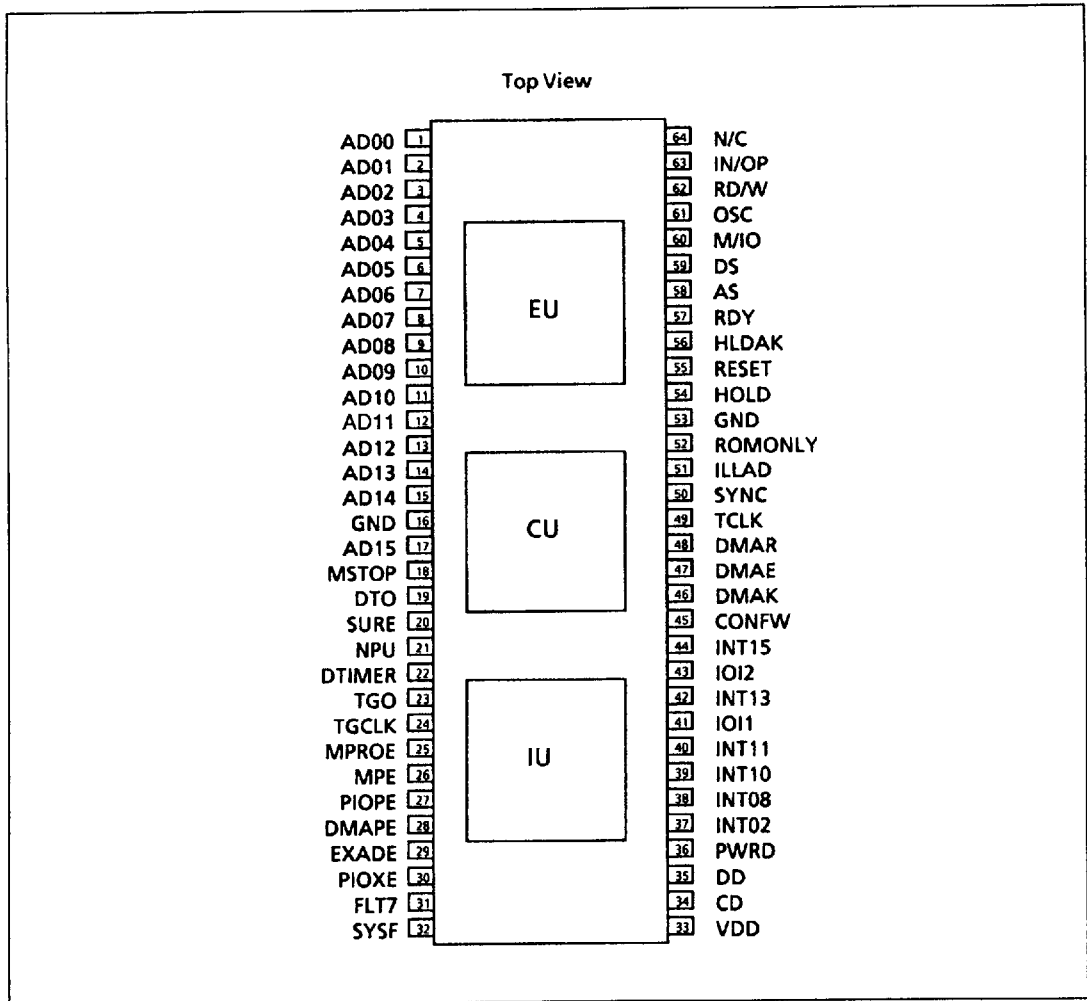 Top View
AD00 1
AD01 2
AD02 3
AD03 4
AD04 5
AD05 6
AD06 7
AD07 8
AD08 9
AD09 10
AD10 11
AD11 12
AD12 13
AD13 14
AD14 15
GND 16
AD15 17
MSTOP 18
DTO 19
SURE 20
NPU 21
DTIMER 22
TGO 23
TGCLK 24
MPROE 25
MPE 26
PIOPE 27
DMAPE 28
EXADE 29
PIOXE 30
FLT7 31
SYSF 32
EU
CU
IU
64 N/C
63 IN/OP
62 RD/W
61 OSC
60 M/IO
59 DS
58 AS
57 RDY
56 HLDAK
55 RESET
54 HOLD
53 GND
52 ROMONLY
51 ILLAD
50 SYNC
49 TCLK
48 DMAR
47 DMAE
46 DMAK
45 CONFW
44 INT15
43 IOI2
42 INT13
41 IOI1
40 INT11
39 INT10
38 INT08
37 INT02
36 PWRD
35 DD
34 CD
33 VDD